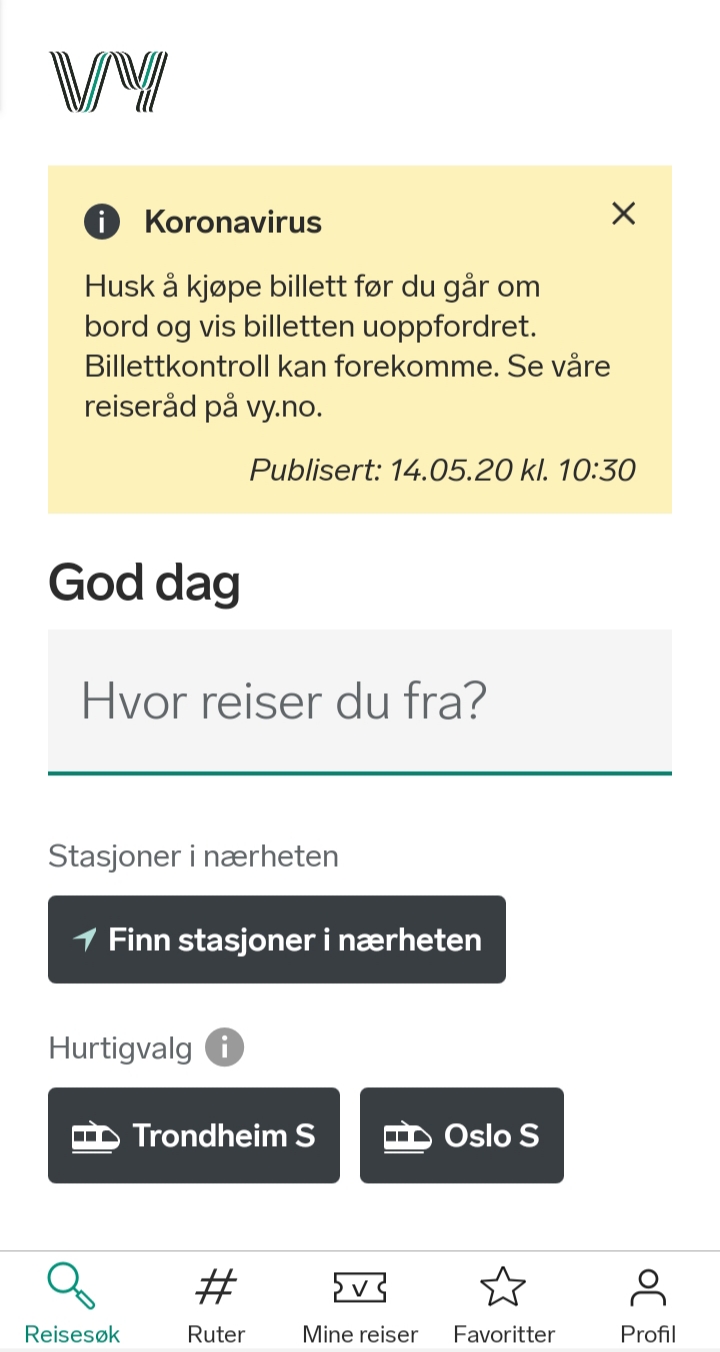 VY
Koronavirus
Husk å kjøpe billett før du går om
bord og vis billetten uoppfordret.
Billettkontroll kan forekomme. Se våre
reiseråd på vy.no.
Publisert: 14.05.20 kl. 10:30
God dag
Hvor reiser du fra?
Stasjoner i nærheten
Finn stasjoner i nærheten
Hurtigvalg
Trondheim S
Oslo S
Reisesøk
Ruter
Mine reiser
Favoritter
Profil